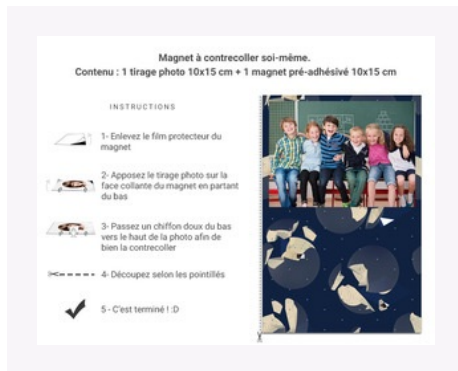 Magnet à contrecoller soi-même.
Contenu : 1 tirage photo 10x15 cm + 1 magnet pré-adhésivé 10x15 cm
INSTRUCTIONS
1- Enlevez le film protecteur du
magnet
2- Apposez le tirage photo sur la
face collante du magnet en partant
du bas
3- Passez un chiffon doux du bas
vers le haut de la photo afin de
bien la contrecoller
4- Découpez selon les pointillés
5 - C'est terminé ! :D